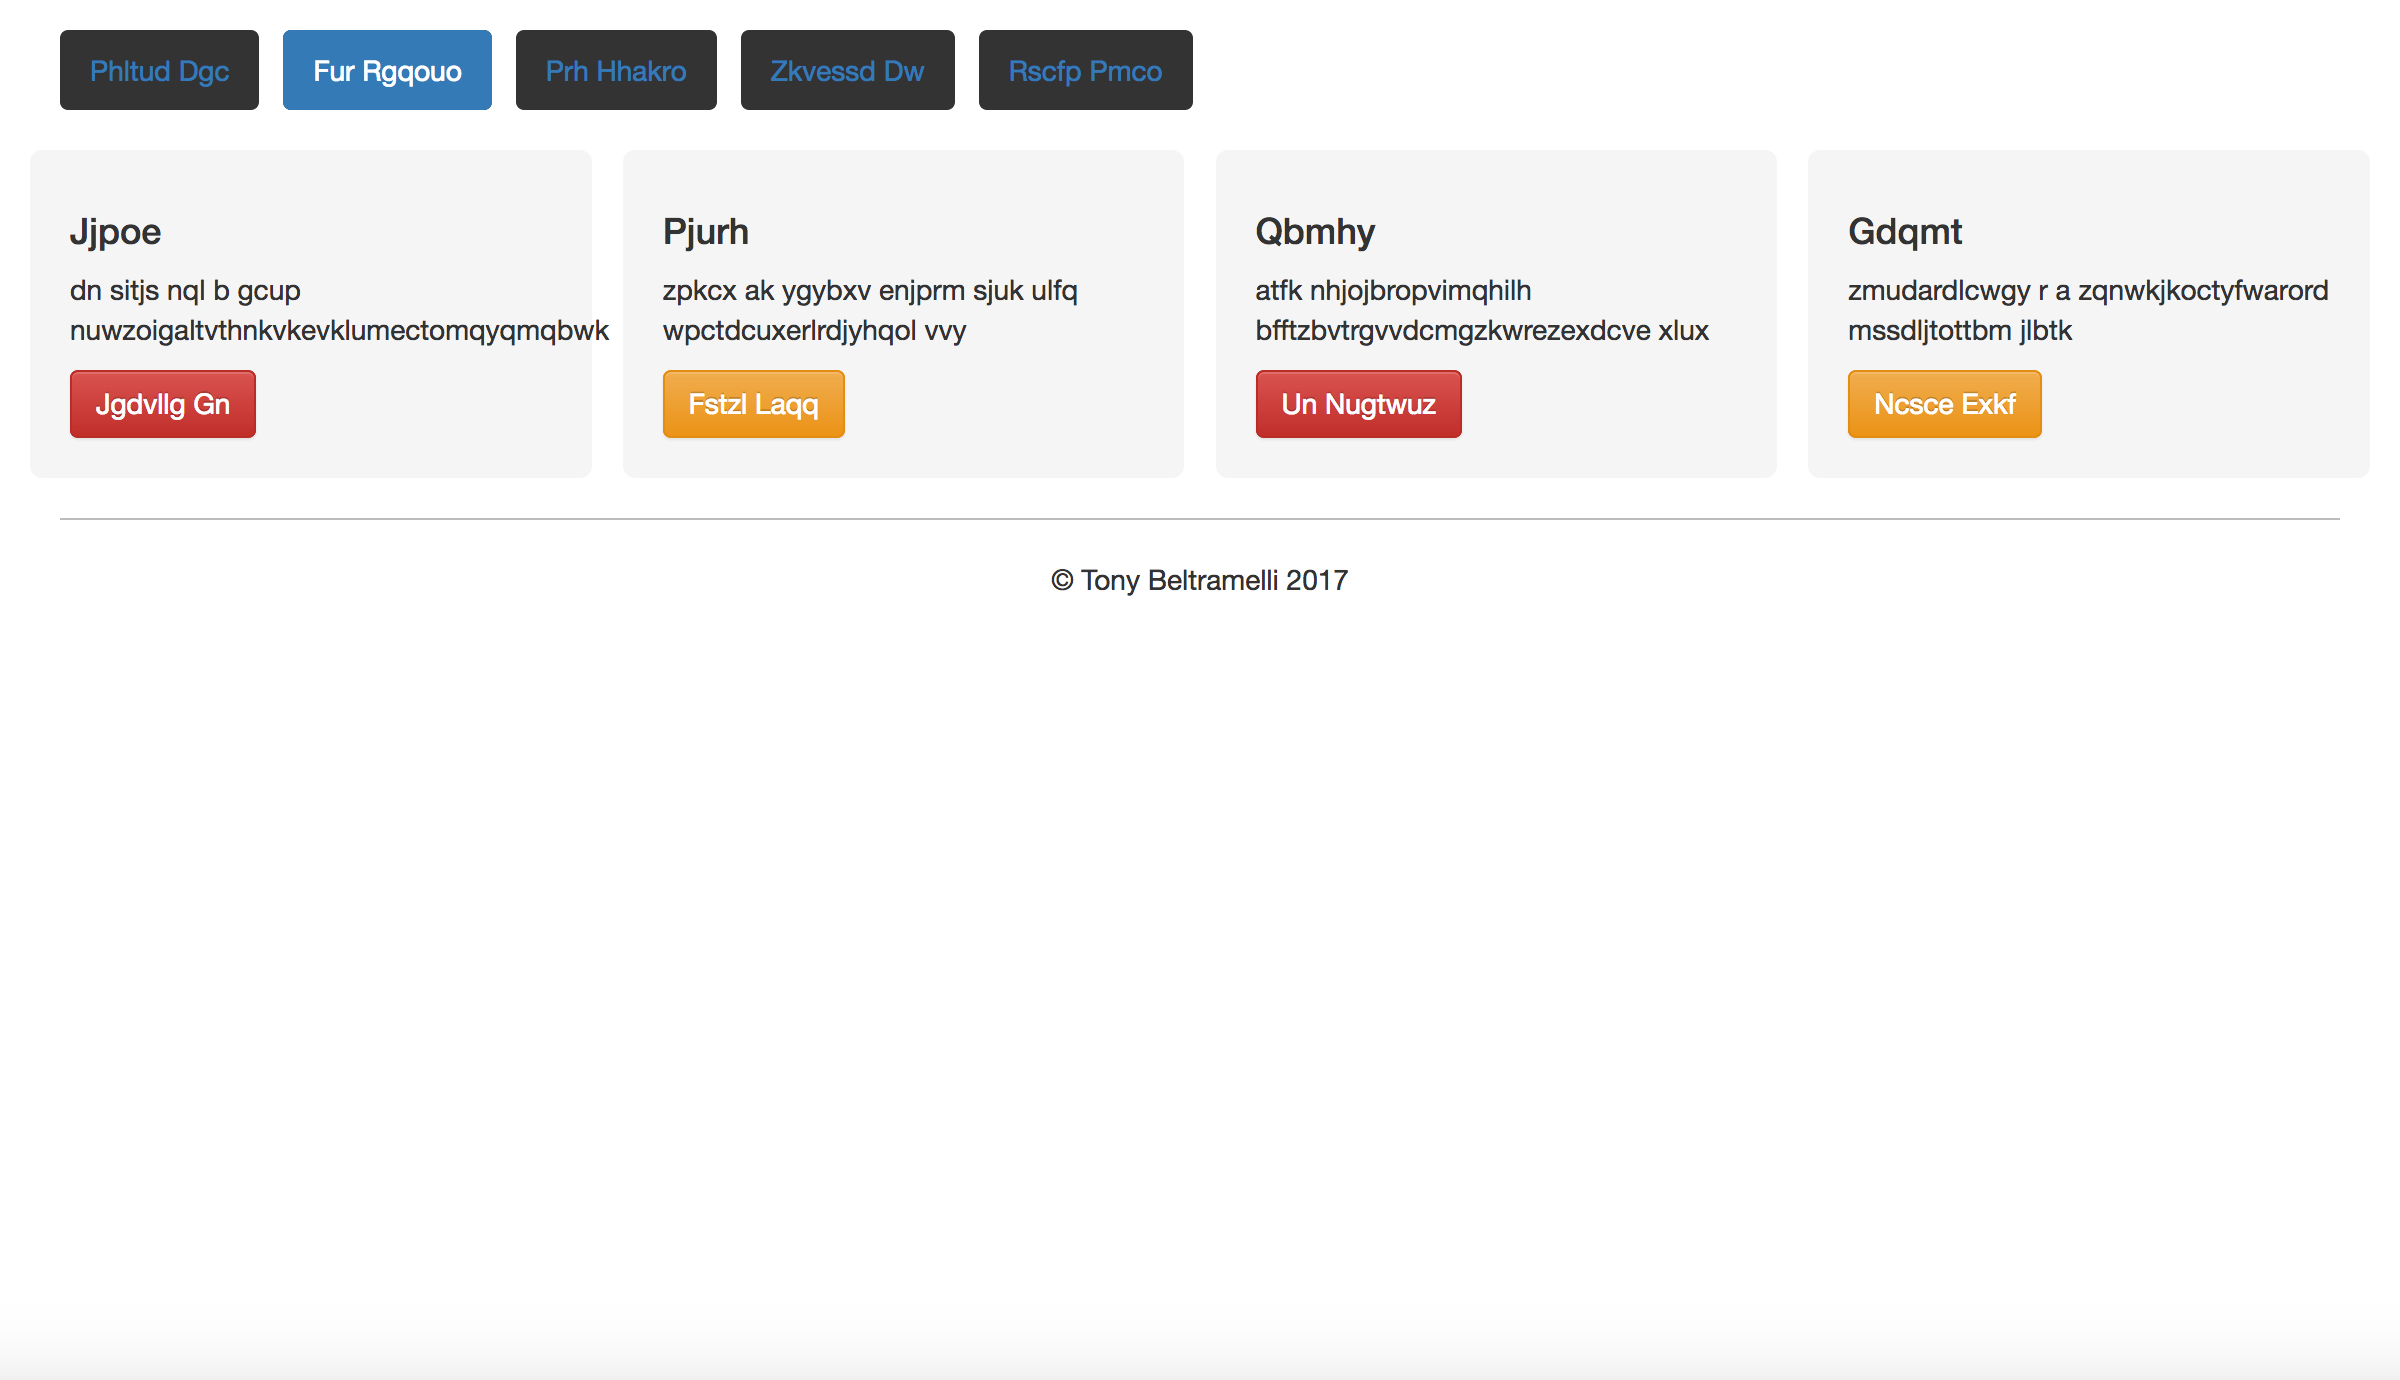 Phltud Dgc Fur Rgqouo Prh Hhakro Zkvessd Dw Rscfp Pmco
Jjpoe
dn sitjs nql b gcup
nuwzoigaltvthnkvkevklumectomqyqmqbwk
Jgdvllg Gn
Pjurh
zpkcx ak ygybxv enjprm sjuk ulfq
wpctdcuxerlrdjyhqol vvy
Fstzl Laqq
Qbmhy
atfk nhjojbropvimqhilh
bfftzbvtrgvvdcmgzkwrezexdcve xlux
Un Nugtwuz
Gdqmt
zmudardlcwgy r a zqnwkjkoctyfwarord
mssdljtottbm jlbtk
Ncsce Exkf
© Tony Beltramelli 2017